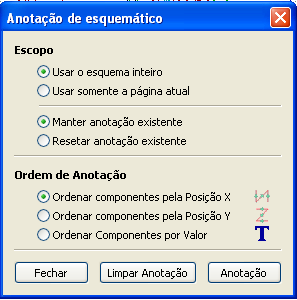 Anotação de esquemático
Escopo
Usar o esquema inteiro
Usar somente a página atual
Manter anotação existente
Resetar anotação existente
Ordem de Anotação
Ordenar componentes pela Posição X
Ordenar componentes pela Posição Y
Ordenar Componentes por Valor
T
Fechar
Limpar Anotação
Anotação